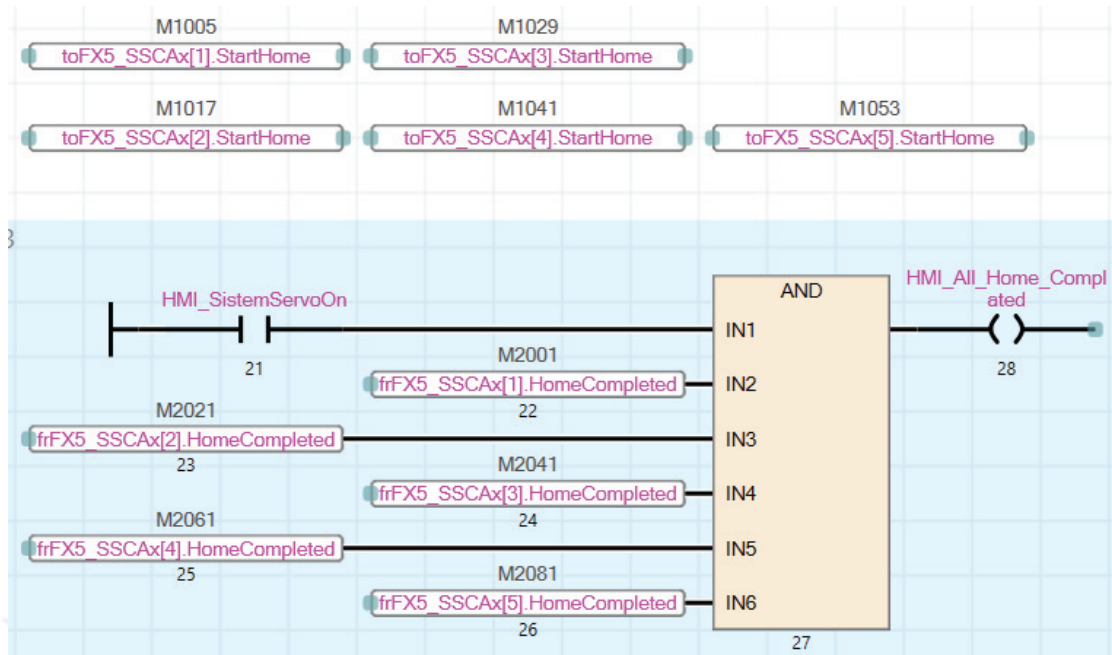 M1005
M1029
toFX5_SSCAx[1].StartHome
toFX5_SSCAx[3].StartHome
M1017
M1041
M1053
toFX5_SSCAx[2].StartHome
toFX5_SSCAx[4].StartHome
toFX5_SSCAx[5].StartHome
HMI_SistemServoOn
21
AND
HMI_All_Home_Compl
ated
28
IN1
M2001
frFX5_SSCAx[1].HomeCompleted
IN2
22
M2021
frFX5_SSCAx[2].HomeCompleted
IN3
23
M2041
frFX5_SSCAx[3].HomeCompleted
IN4
24
M2061
frFX5_SSCAx[4].HomeCompleted
IN5
25
M2081
frFX5_SSCAx[5].HomeCompleted
IN6
26
27